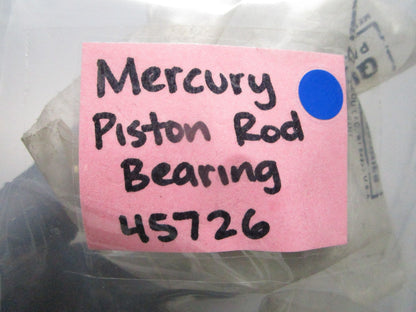 Mercury
Piston Rod
Bearing
45726